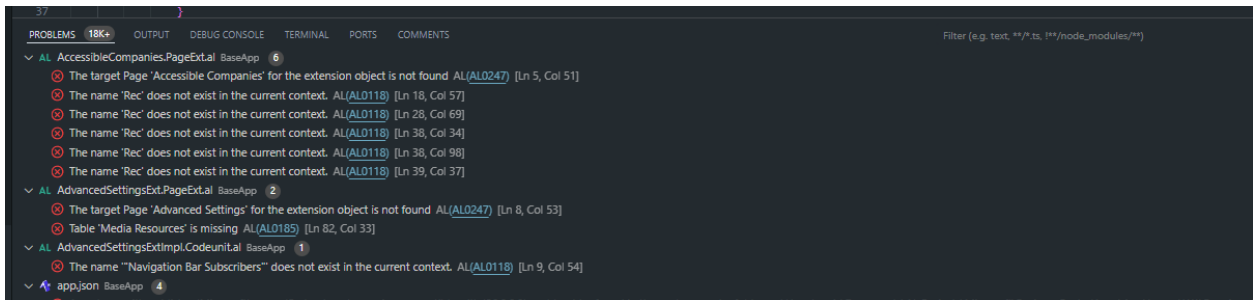 37 }
PROBLEMS 18K+ OUTPUT DEBUG CONSOLE TERMINAL PORTS COMMENTS Filter (e.g. text, **/*.ts, !**/node_modules/**)
AL AccessibleCompanies.PageExt.al BaseApp 6
The target Page 'Accessible Companies' for the extension object is not found AL(AL0247) [Ln 5, Col 51]
The name 'Rec' does not exist in the current context. AL(AL0118) [Ln 18, Col 57]
The name 'Rec' does not exist in the current context. AL(AL0118) [Ln 28, Col 69]
The name 'Rec' does not exist in the current context. AL(AL0118) [Ln 38, Col 34]
The name 'Rec' does not exist in the current context. AL(AL0118) [Ln 38, Col 98]
The name 'Rec' does not exist in the current context. AL(AL0118) [Ln 39, Col 37]
AL AdvancedSettingsExt.PageExt.al BaseApp 2
The target Page 'Advanced Settings' for the extension object is not found AL(AL0247) [Ln 8, Col 53]
Table 'Media Resources' is missing AL(AL0185) [Ln 82, Col 33]
AL AdvancedSettingsExtImpl.Codeunit.al BaseApp 1
The name '"Navigation Bar Subscribers"' does not exist in the current context. AL(AL0118) [Ln 9, Col 54]
app.json BaseApp 4